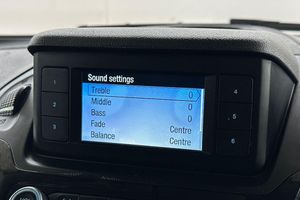 Sound settings
Treble 0
Middle 0
Bass 0
Fade Centre
Balance Centre
1
2
3
4
5
6